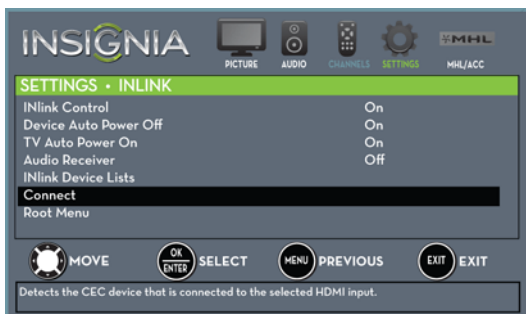 INSIGNIA
PICTURE AUDIO CHANNELS SETTINGS MHL MHL/ACC
SETTINGS • INLINK
INlink Control On
Device Auto Power Off On
TV Auto Power On On
Audio Receiver Off
INlink Device Lists
Connect
Root Menu
MOVE OK ENTER SELECT MENU PREVIOUS EXIT EXIT
Detects the CEC device that is connected to the selected HDMI input.